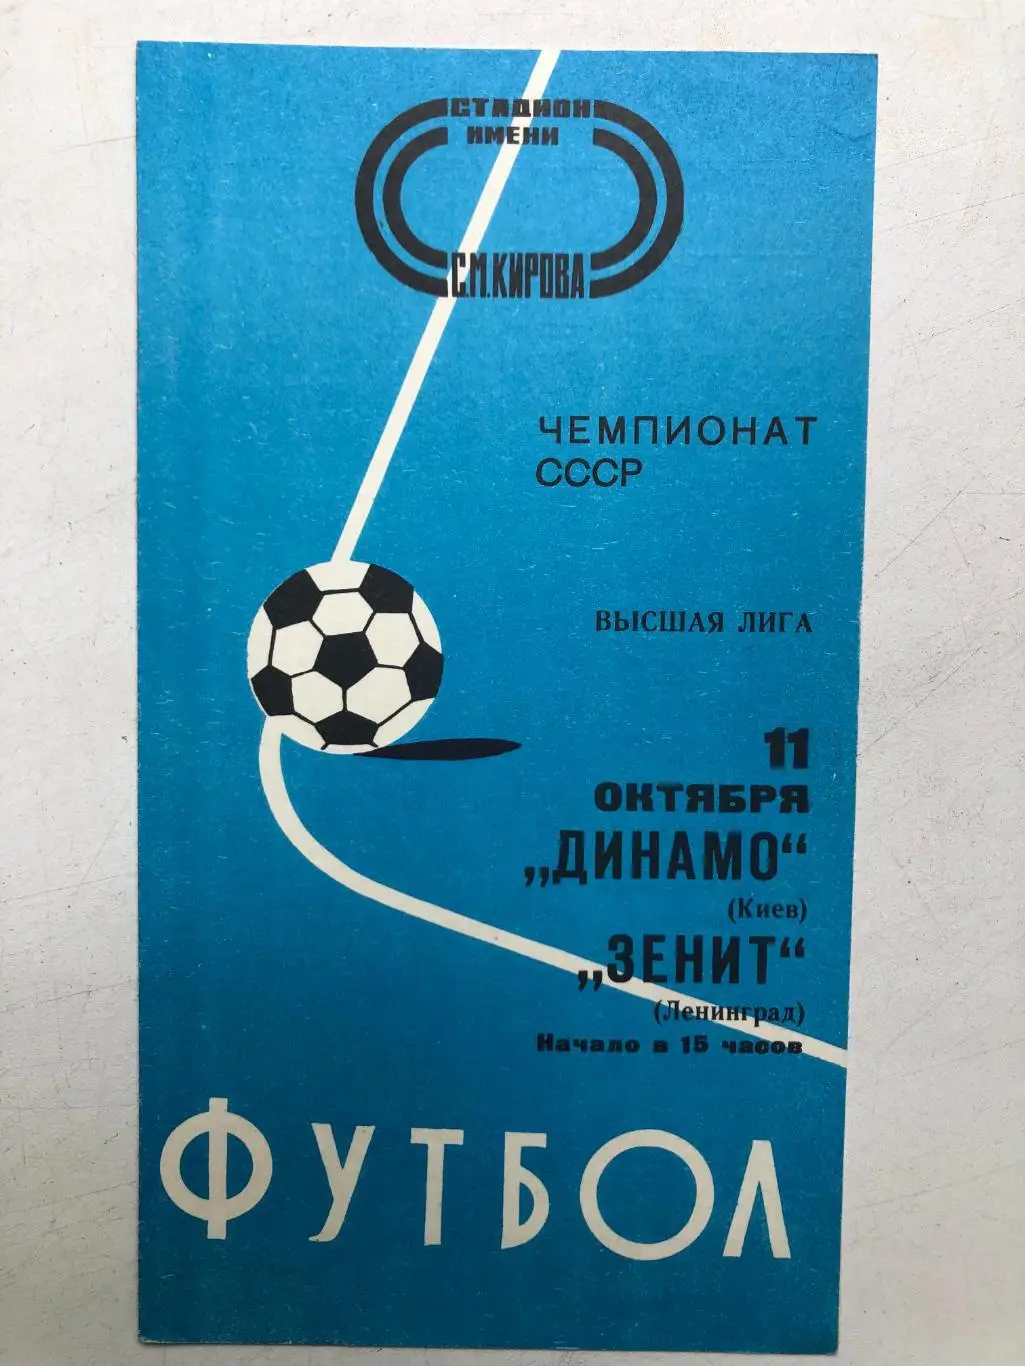 СТАДИОН
ИМЕНИ
С.М.КИРОВА
ЧЕМПИОНАТ
СССР
ВЫСШАЯ ЛИГА
11
ОКТЯБРЯ
„ДИНАМО“
(Киев)
„ЗЕНИТ“
(Ленинград)
Начало в 15 часов
ФУТБОЛ